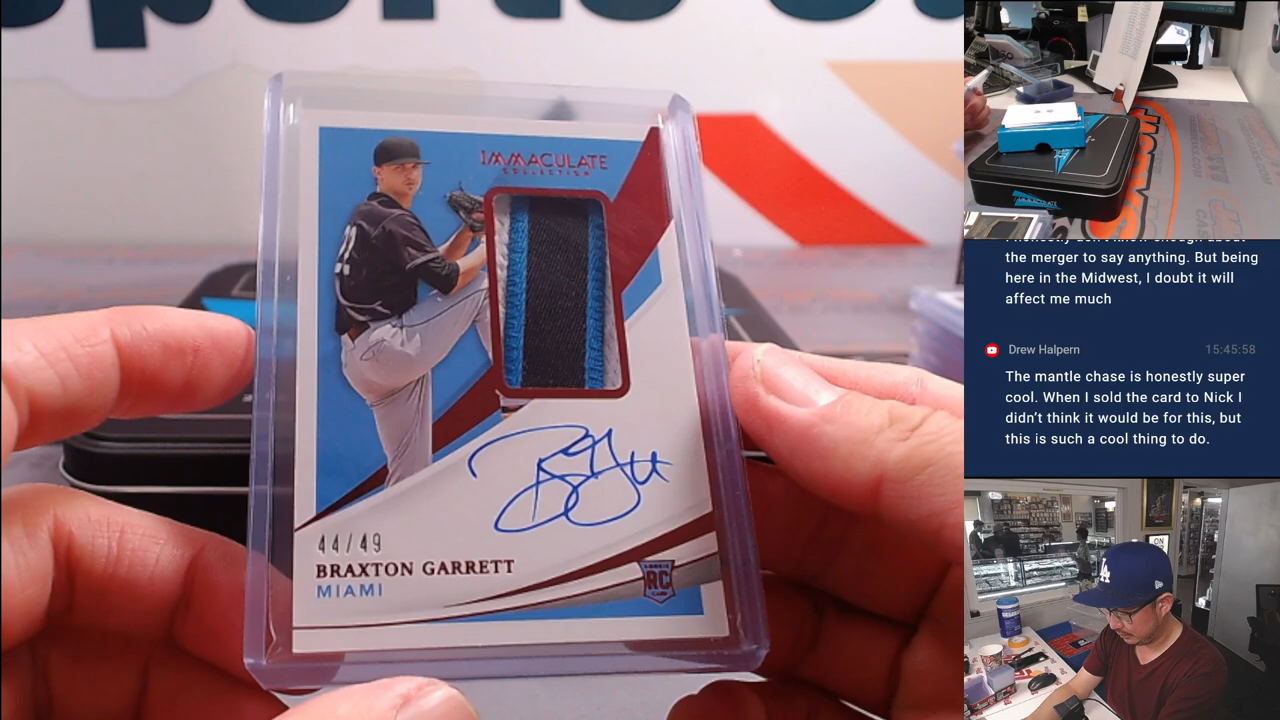 IMMACULATE
COLLECTION
44/49
BRAXTON GARRETT
MIAMI
RC
the merger to say anything. But being
here in the Midwest, I doubt it will
affect me much
Drew Halpern 15:45:58
The mantle chase is honestly super
cool. When I sold the card to Nick I
didn't think it would be for this, but
this is such a cool thing to do.
ON
LA